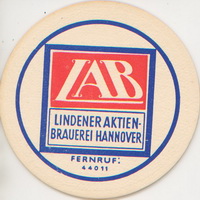 LAB
LINDENER AKTIEN-
BRAUEREI HANNOVER
FERNRUF:
44011